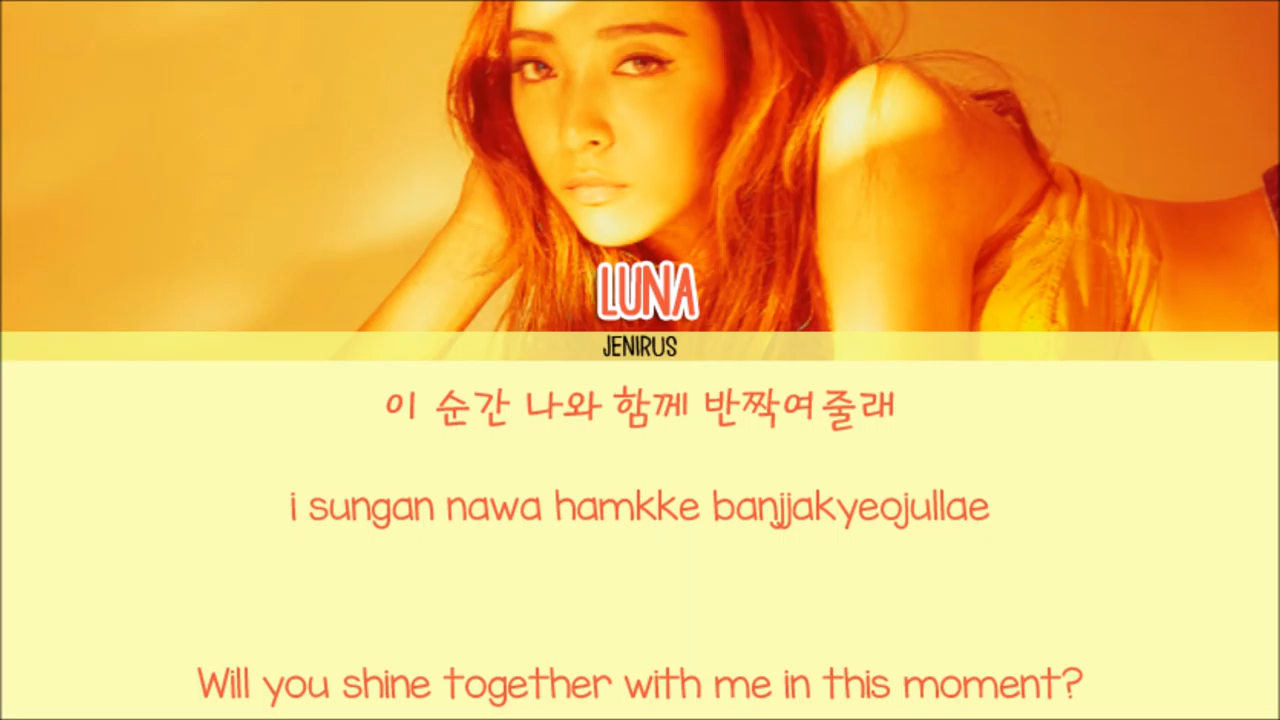 LUNA
JENIRUS
이 순간 나와 함께 반짝여줄래
i sungan nawa hamkke banjjakyeojullae
Will you shine together with me in this moment?